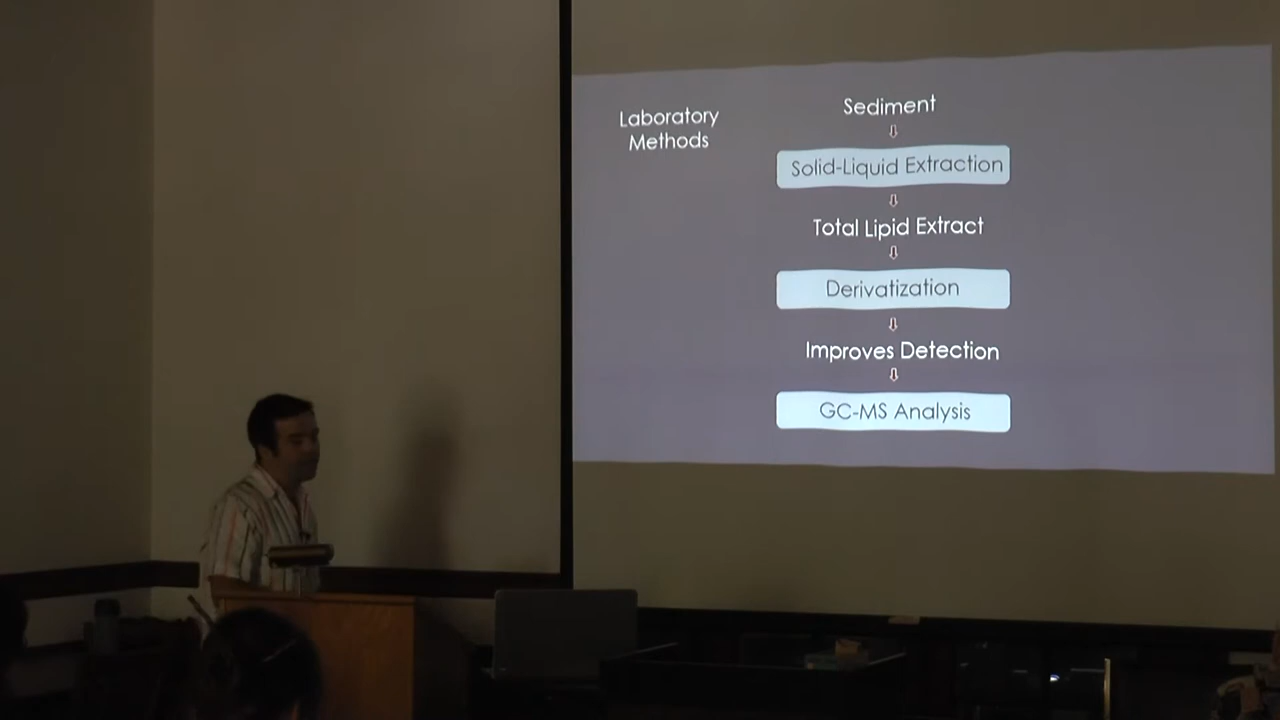 Laboratory
Methods
Sediment
⇩
Solid-Liquid Extraction
⇩
Total Lipid Extract
⇩
Derivatization
⇩
Improves Detection
⇩
GC-MS Analysis